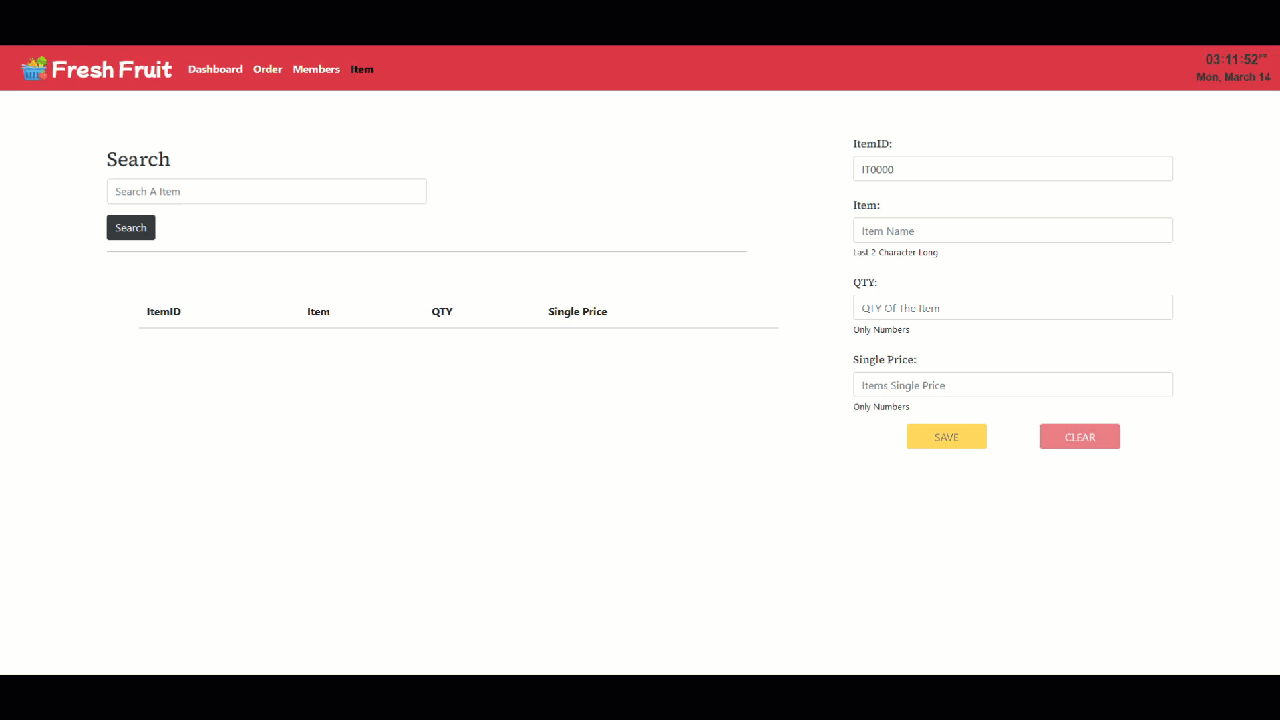 Fresh Fruit Dashboard Order Members Item
03:11:52PM
Mon, March 14
Search
Search A Item
Search
ItemID Item QTY Single Price
ItemID:
IT0000
Item:
Item Name
Last 2 Character Long
QTY:
QTY Of The Item
Only Numbers
Single Price:
Items Single Price
Only Numbers
SAVE CLEAR